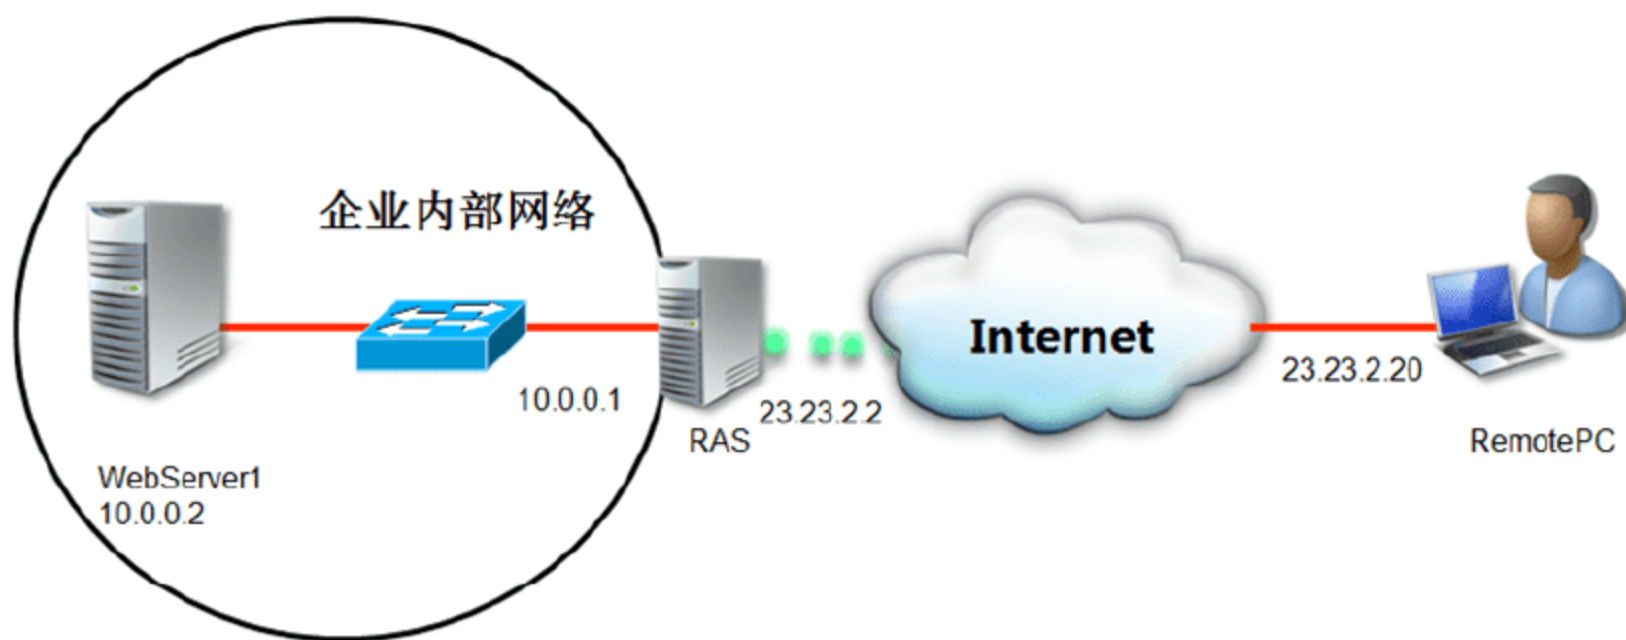 企业内部网络
WebServer1
10.0.0.2
10.0.0.1
RAS
23.23.2.2
Internet
23.23.2.20
RemotePC